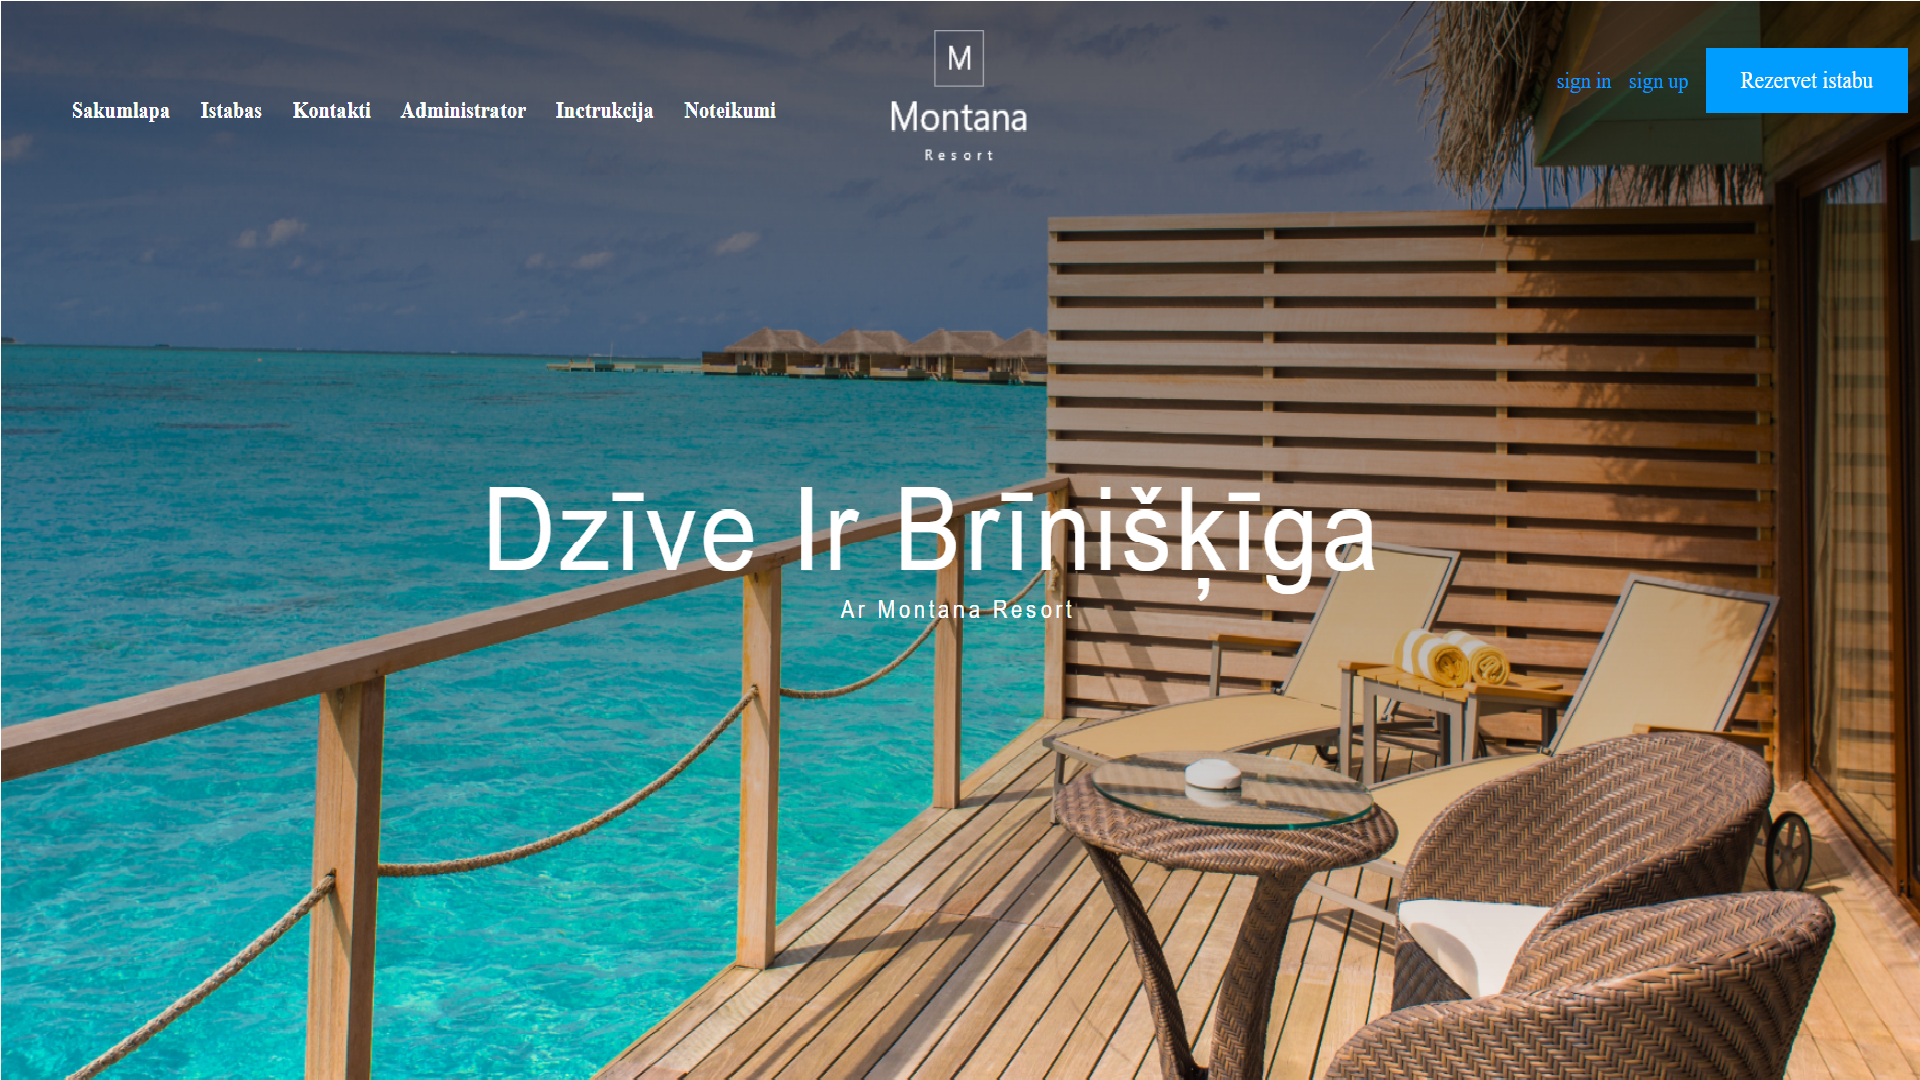 Sakumlapa Istabas Kontakti Administrator Inctrukcija Noteikumi
M
Montana
Resort
sign in sign up Rezervet istabu
Dzīve Ir Brīnišķīga
Ar Montana Resort